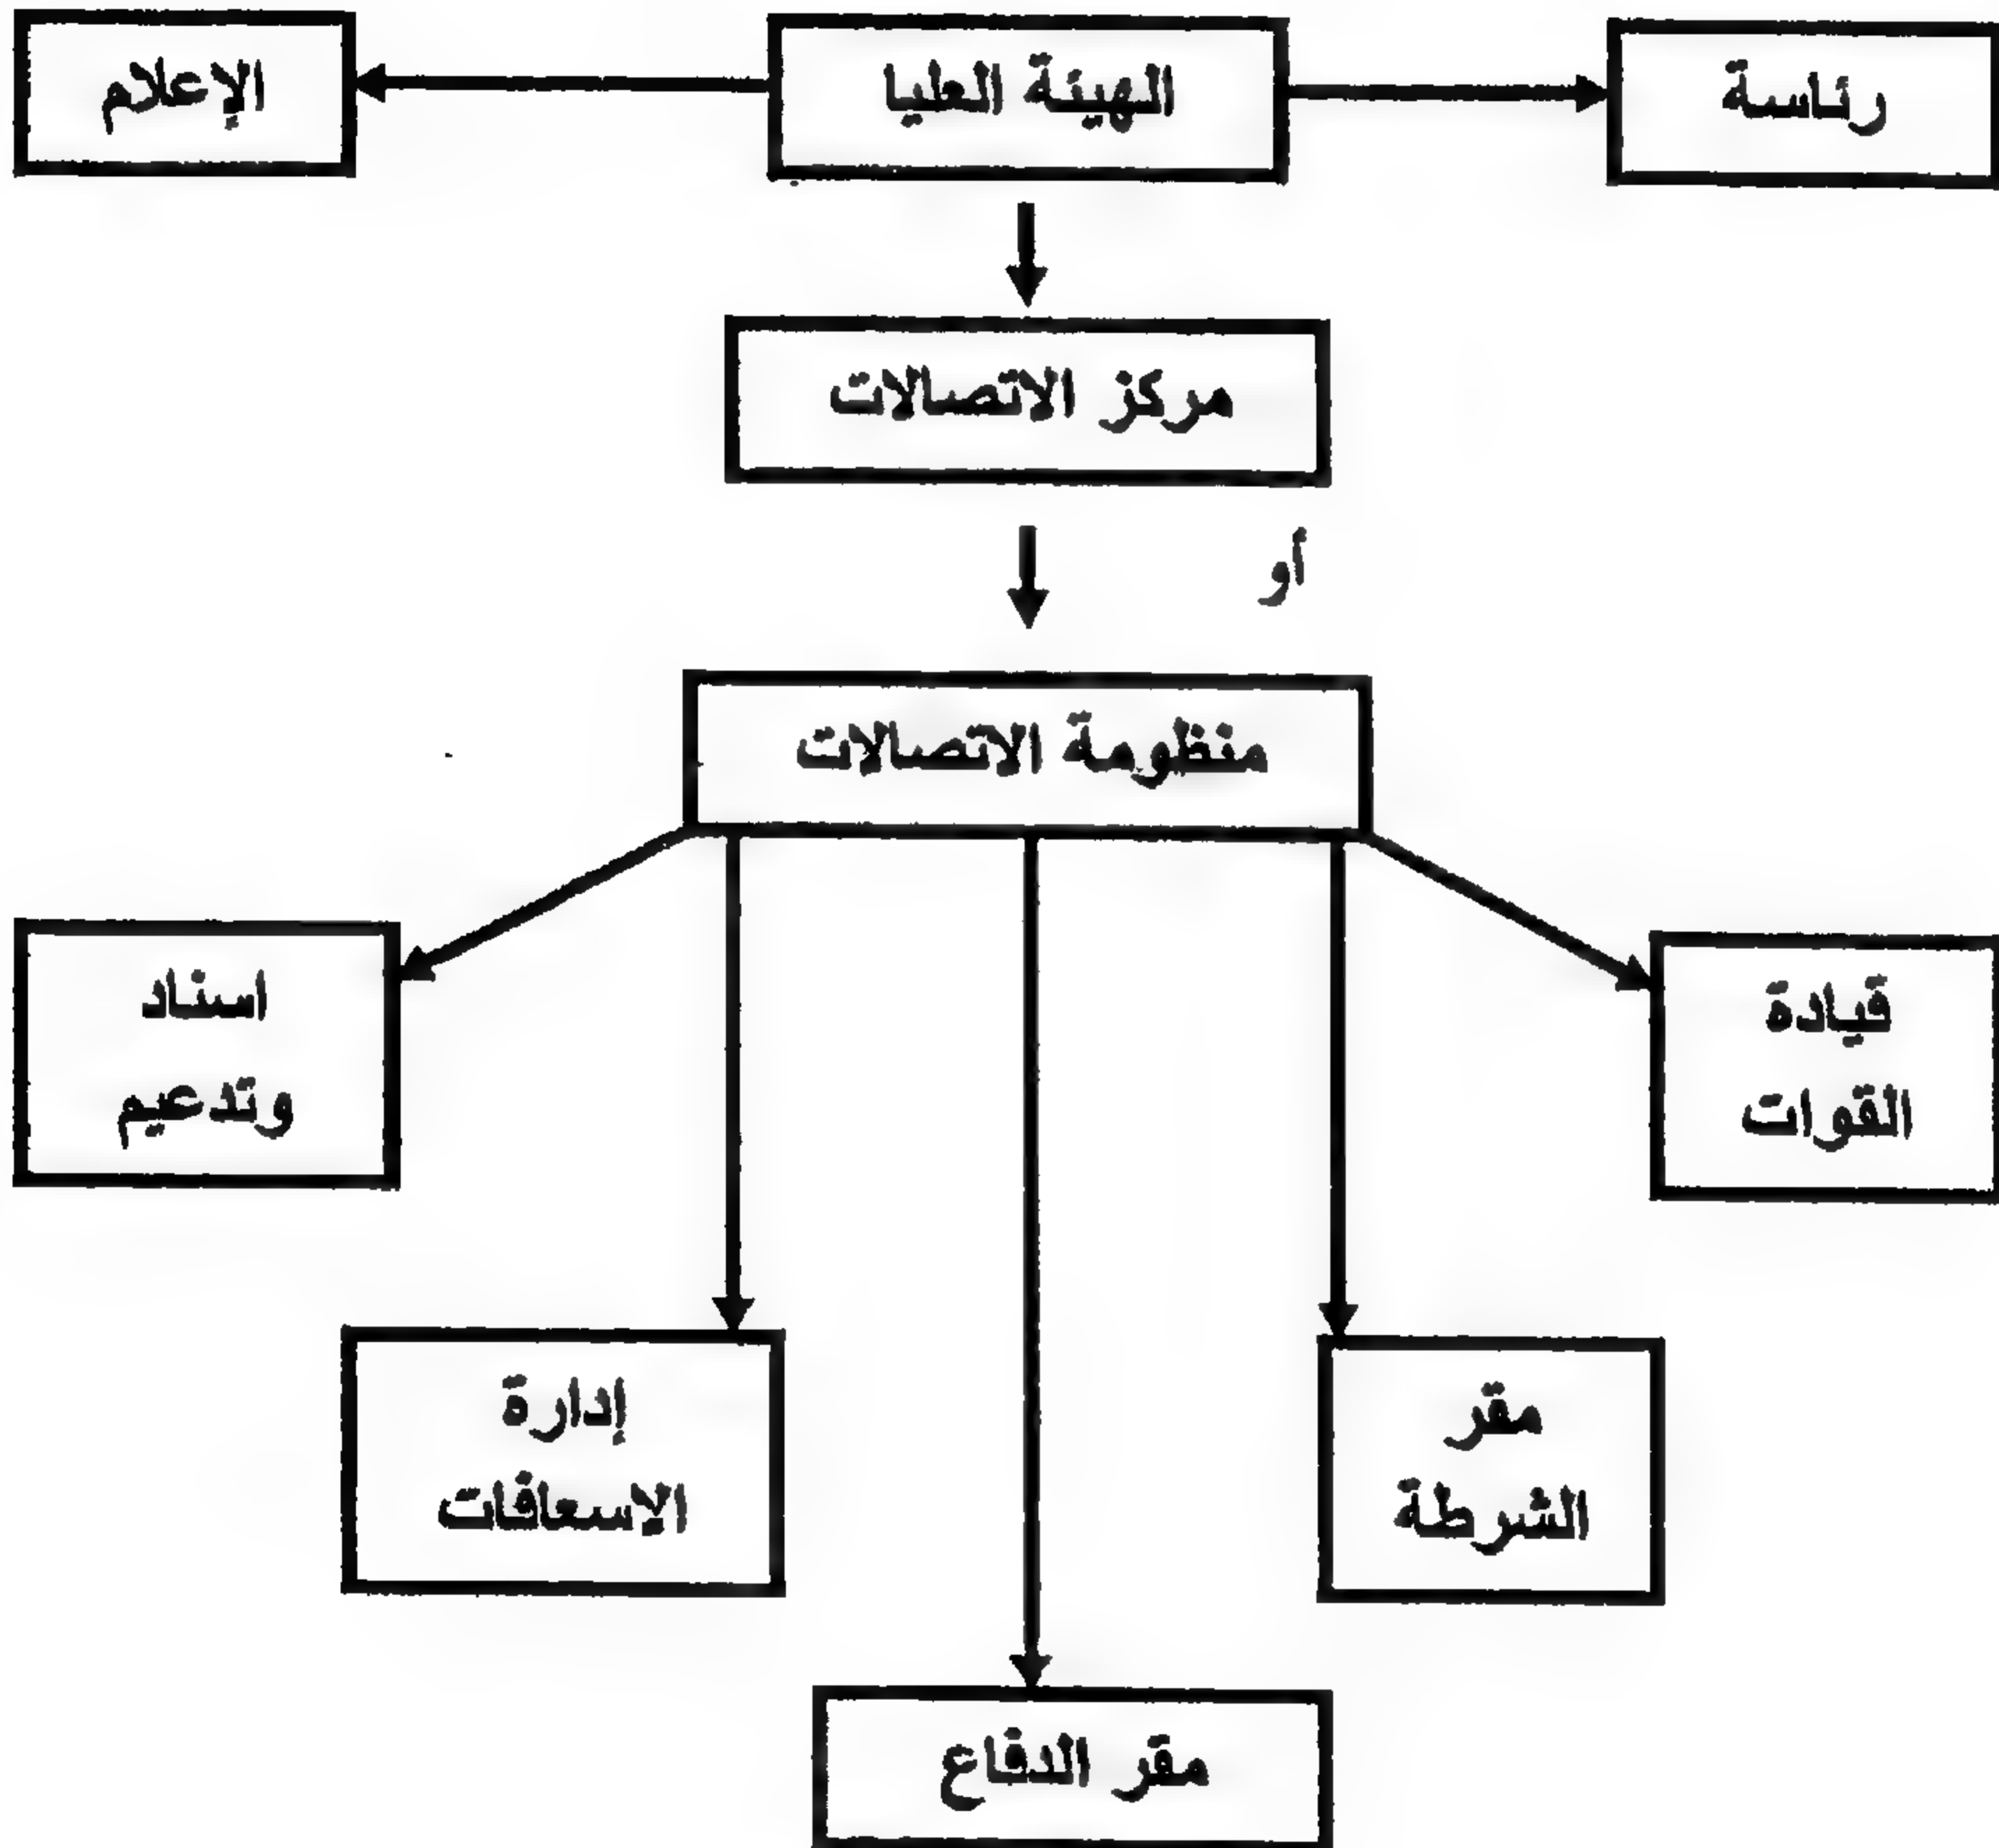 رئاسة
الهيئة العليا
الإعلام
مركز الاتصالات
أو
منظومة الاتصالات
قيادة
القوات
اسناد
وتدعيم
مقر
الشرطة
إدارة
الإسعافات
مقر الدفاع